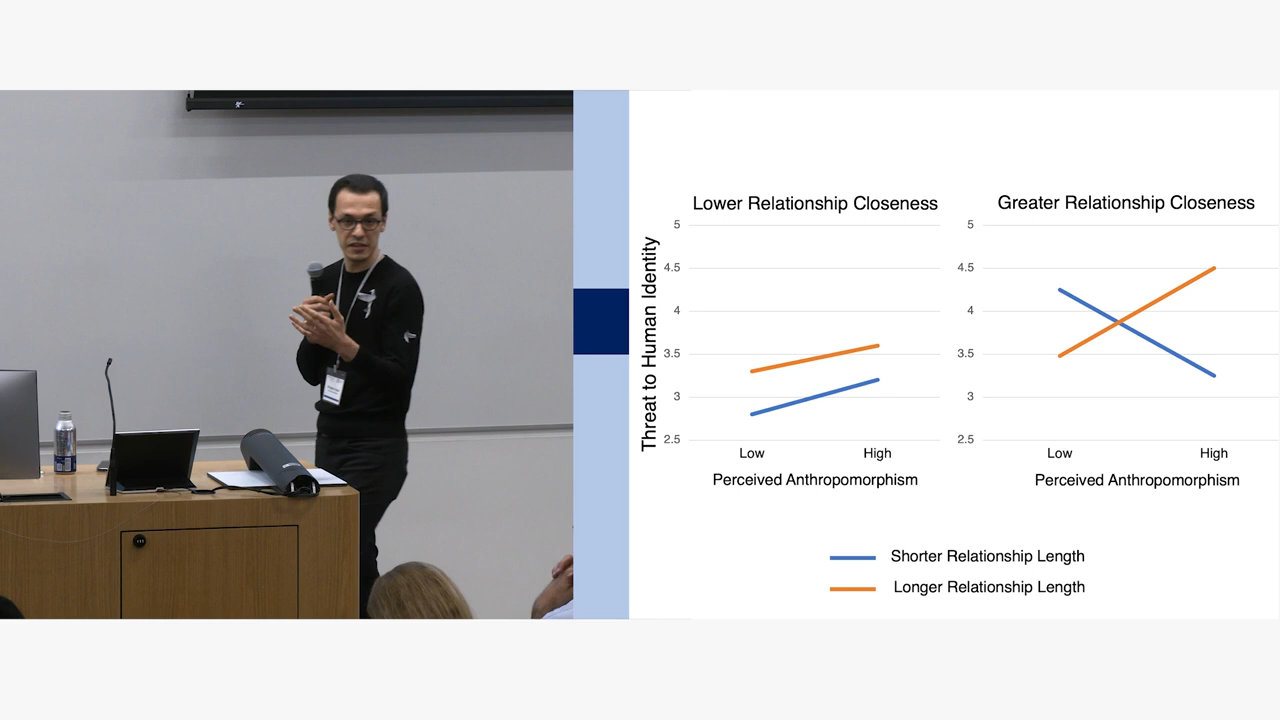 Lower Relationship Closeness
Greater Relationship Closeness
Threat to Human Identity
5
4.5
4
3.5
3
2.5
Low
High
Perceived Anthropomorphism
5
4.5
4
3.5
3
2.5
Low
High
Perceived Anthropomorphism
Shorter Relationship Length
Longer Relationship Length